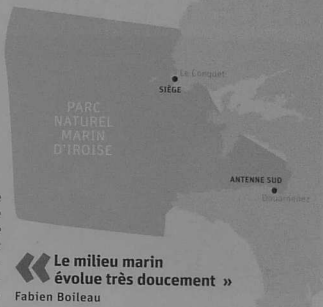 Le Conquet
SIÈGE
PARC
NATUREL
MARIN
D'IROISE
ANTENNE SUD
Douarnenez
« Le milieu marin
évolue très doucement »
Fabien Boileau